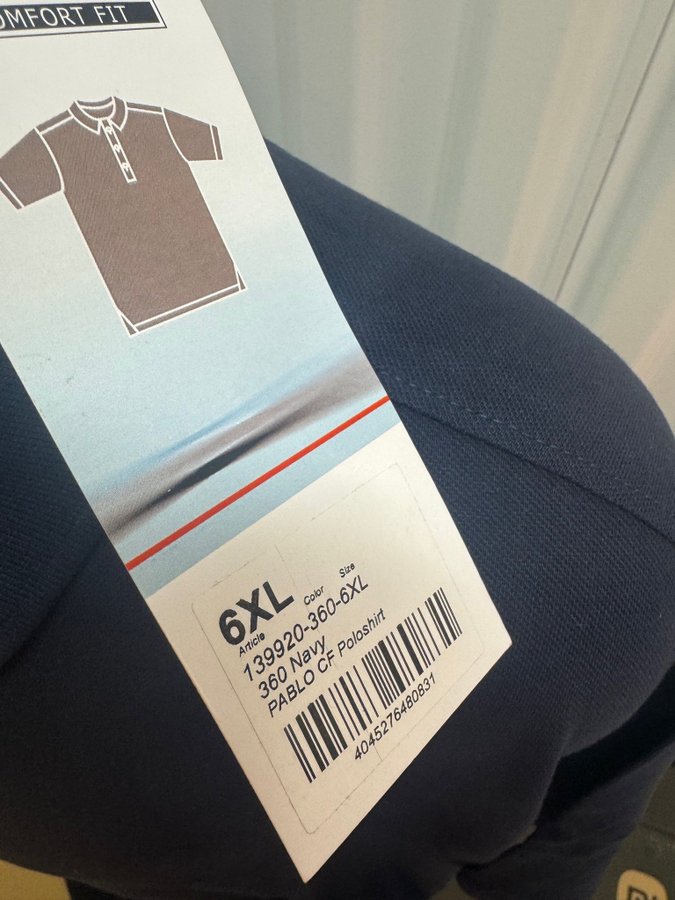 OMFORT FIT
6XL
Article Color Size
139920-360-6XL
360 Navy
PABLO CF Poloshirt
4045276480831